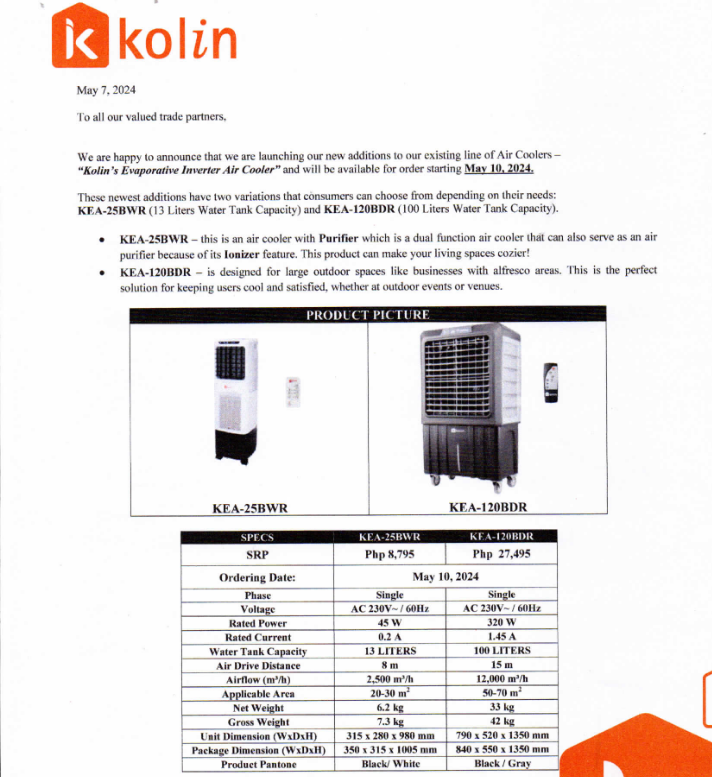 kolin
May 7, 2024
To all our valued trade partners,
We are happy to announce that we are launching our new additions to our existing line of Air Coolers –
“Kolin’s Evaporative Inverter Air Cooler” and will be available for order starting May 10, 2024.
These newest additions have two variations that consumers can choose from depending on their needs:
KEA-25BWR (13 Liters Water Tank Capacity) and KEA-120BDR (100 Liters Water Tank Capacity).
• KEA-25BWR – this is an air cooler with Purifier which is a dual function air cooler that can also serve as an air
purifier because of its Ionizer feature. This product can make your living spaces cozier!
• KEA-120BDR – is designed for large outdoor spaces like businesses with alfresco areas. This is the perfect
solution for keeping users cool and satisfied, whether at outdoor events or venues.
PRODUCT PICTURE
KEA-25BWR KEA-120BDR
SPECS KEA-25BWR KEA-120BDR
SRP Php 8,795 Php 27,495
Ordering Date: May 10, 2024
Phase Single Single
Voltage AC 230V~ / 60Hz AC 230V~ / 60Hz
Rated Power 45 W 320 W
Rated Current 0.2 A 1.45 A
Water Tank Capacity 13 LITERS 100 LITERS
Air Drive Distance 8 m 15 m
Airflow (m³/h) 2,500 m³/h 12,000 m³/h
Applicable Area 20-30 m² 50-70 m²
Net Weight 6.2 kg 33 kg
Gross Weight 7.3 kg 42 kg
Unit Dimension (WxDxH) 315 x 280 x 980 mm 790 x 520 x 1350 mm
Package Dimension (WxDxH) 350 x 315 x 1005 mm 840 x 550 x 1350 mm
Product Pantone Black/ White Black / Gray